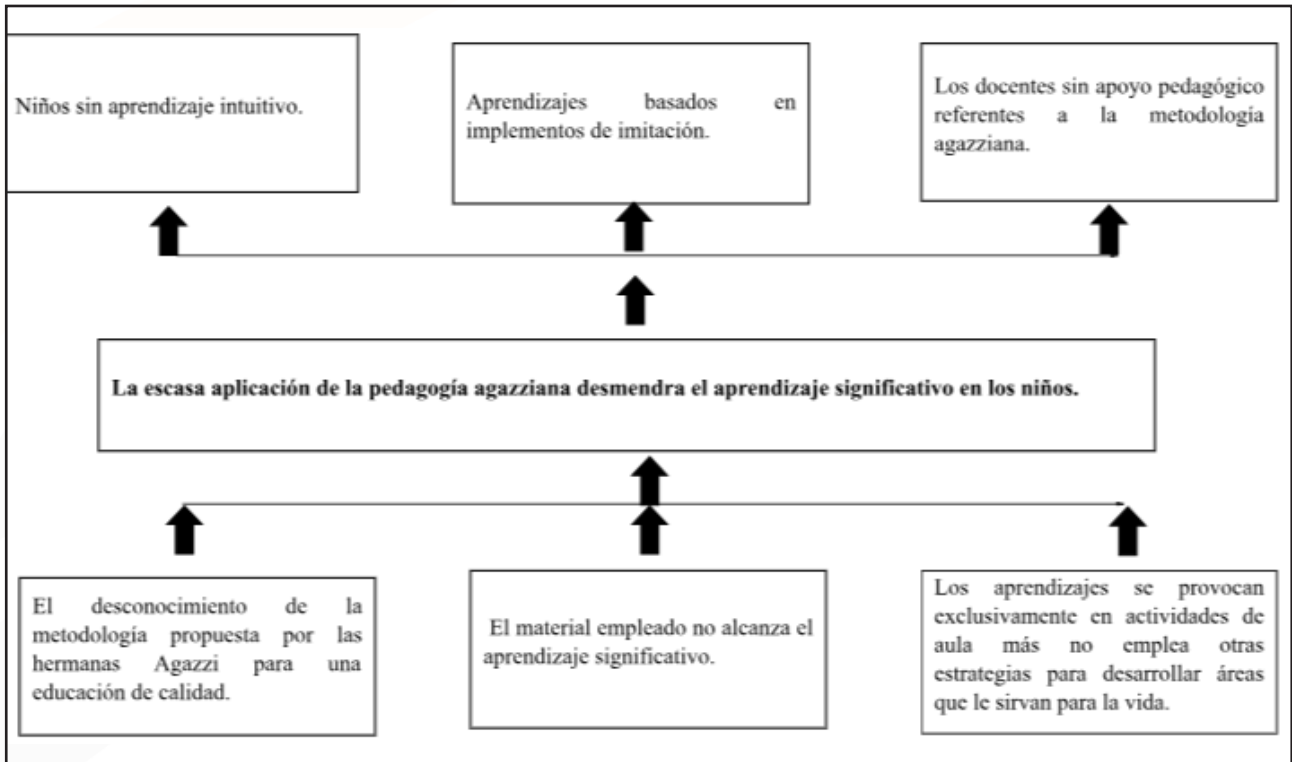 Niños sin aprendizaje intuitivo.
Aprendizajes basados en
implementos de imitación.
Los docentes sin apoyo pedagógico
referentes a la metodología
agazziana.
La escasa aplicación de la pedagogía agazziana desmendra el aprendizaje significativo en los niños.
El desconocimiento de la
metodología propuesta por las
hermanas Agazzi para una
educación de calidad.
El material empleado no alcanza el
aprendizaje significativo.
Los aprendizajes se provocan
exclusivamente en actividades de
aula más no emplea otras
estrategias para desarrollar áreas
que le sirvan para la vida.